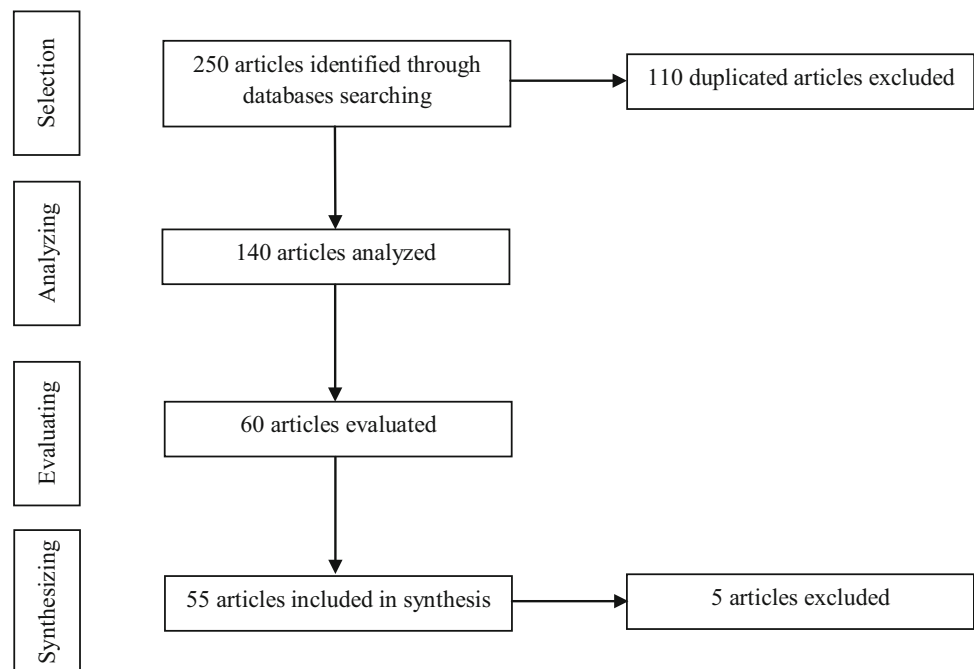 Selection
250 articles identified through
databases searching
110 duplicated articles excluded
Analyzing
140 articles analyzed
Evaluating
60 articles evaluated
Synthesizing
55 articles included in synthesis
5 articles excluded